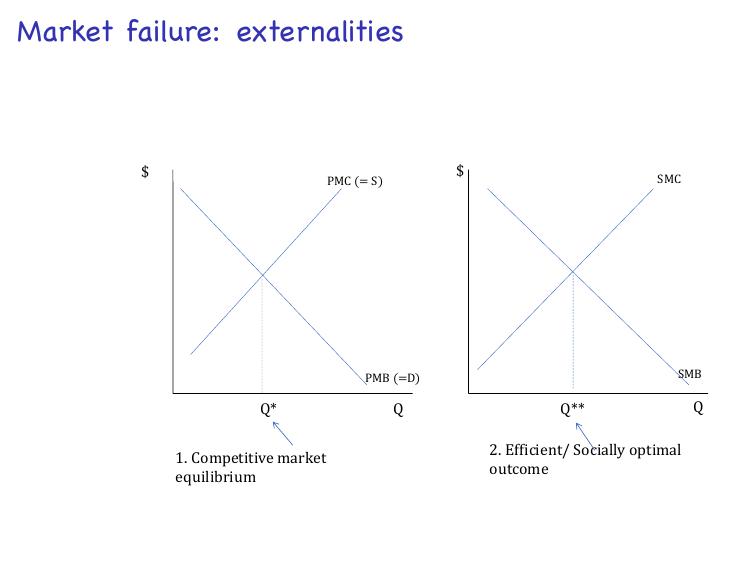 Market failure: externalities
$
PMC (= S)
PMB (=D)
Q*
Q
1. Competitive market
equilibrium
$
SMC
SMB
Q**
Q
2. Efficient/ Socially optimal
outcome